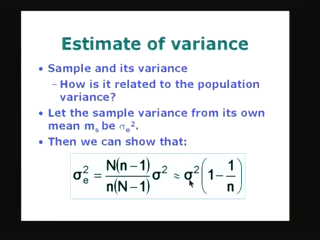 Estimate of variance
• Sample and its variance
– How is it related to the population
variance?
• Let the sample variance from its own
mean mₛ be σₑ².
• Then we can show that:
σₑ² = N(n − 1) / n(N − 1) σ² ≈ σ² (1 − 1/n)